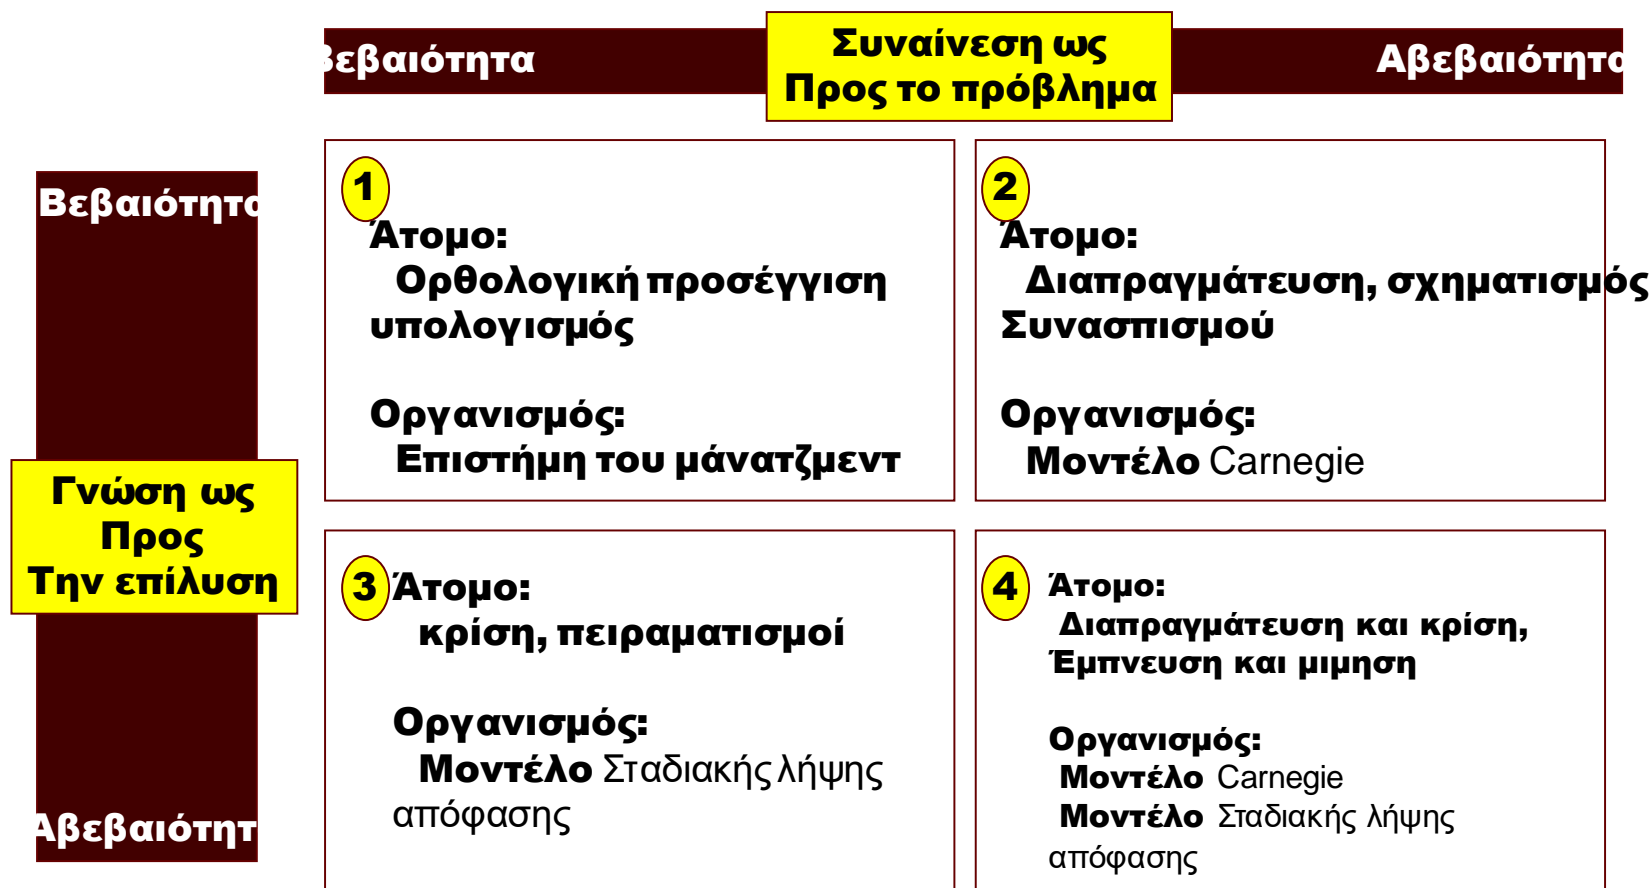 Βεβαιότητα
Συναίνεση ως
Προς το πρόβλημα
Αβεβαιότητα
Βεβαιότητα
Γνώση ως
Προς
Την επίλυση
Αβεβαιότητ
1
Άτομο:
Ορθολογική προσέγγιση
υπολογισμός
Οργανισμός:
Επιστήμη του μάνατζμεντ
2
Άτομο:
Διαπραγμάτευση, σχηματισμός
Συνασπισμού
Οργανισμός:
Μοντέλο Carnegie
3
Άτομο:
κρίση, πειραματισμοί
Οργανισμός:
Μοντέλο Σταδιακής λήψης
απόφασης
4
Άτομο:
Διαπραγμάτευση και κρίση,
Έμπνευση και μιμηση
Οργανισμός:
Μοντέλο Carnegie
Μοντέλο Σταδιακής λήψης
απόφασης